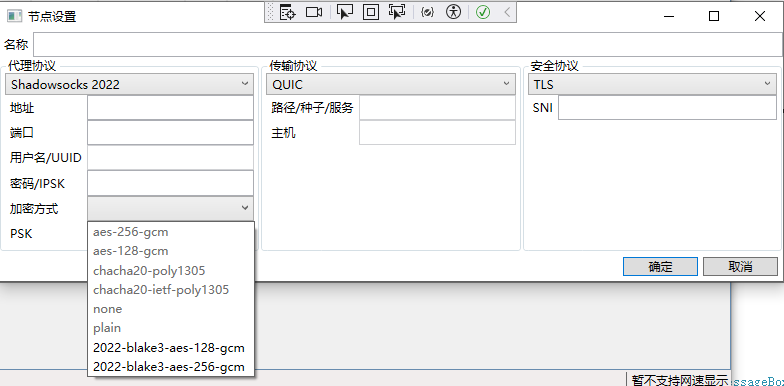 节点设置
名称
代理协议
传输协议
安全协议
Shadowsocks 2022
QUIC
TLS
地址
路径/种子/服务
SNI
端口
主机
用户名/UUID
密码/IPSK
加密方式
PSK
aes-256-gcm
aes-128-gcm
chacha20-poly1305
chacha20-ietf-poly1305
none
plain
2022-blake3-aes-128-gcm
2022-blake3-aes-256-gcm
确定
取消
暂不支持网速显示
ssageBo